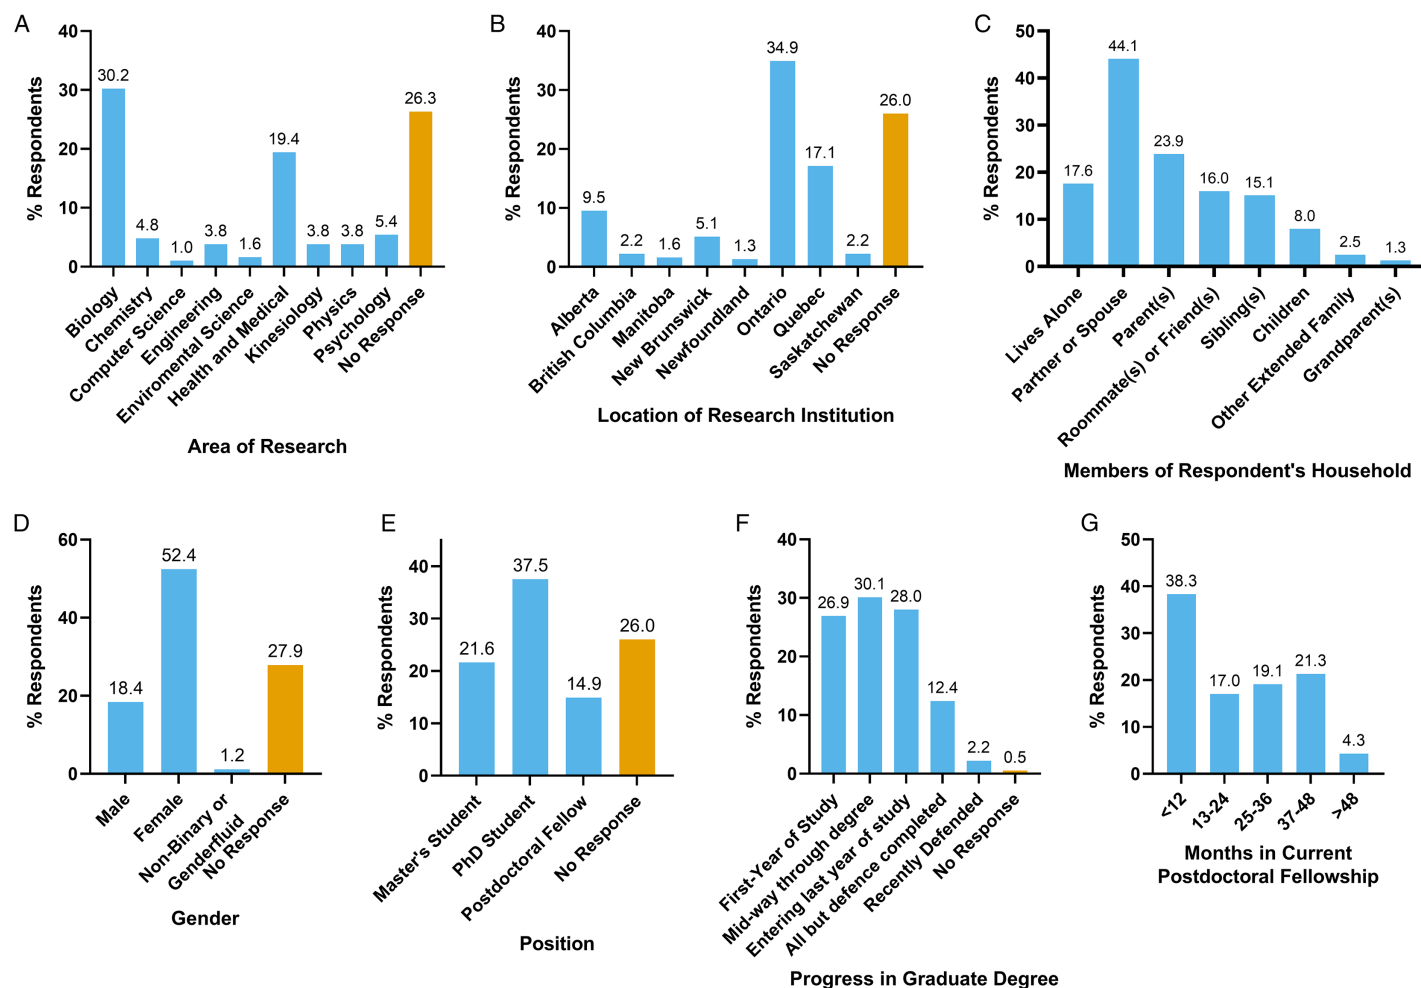 A
% Respondents
40
30
20
10
0
30.2
4.8
1.0
3.8
1.6
19.4
3.8
3.8
5.4
26.3
Biology
Chemistry
Computer Science
Engineering
Enviromental Science
Health and Medical
Kinesiology
Physics
Psychology
No Response
Area of Research
B
% Respondents
40
30
20
10
0
9.5
2.2
1.6
5.1
1.3
34.9
17.1
2.2
26.0
Alberta
British Columbia
Manitoba
New Brunswick
Newfoundland
Ontario
Quebec
Saskatchewan
No Response
Location of Research Institution
C
% Respondents
50
40
30
20
10
0
17.6
44.1
23.9
16.0
15.1
8.0
2.5
1.3
Lives Alone
Partner or Spouse
Parent(s)
Roommate(s) or Friend(s)
Sibling(s)
Children
Other Extended Family
Grandparent(s)
Members of Respondent's Household
D
% Respondents
60
40
20
0
18.4
52.4
1.2
27.9
Male
Female
Non-Binary or
Genderfluid
No Response
Gender
E
% Respondents
40
30
20
10
0
21.6
37.5
14.9
26.0
Master's Student
PhD Student
Postdoctoral Fellow
No Response
Position
F
% Respondents
40
30
20
10
0
26.9
30.1
28.0
12.4
2.2
0.5
First-Year of Study
Mid-way through degree
Entering last year of study
All but defence completed
Recently Defended
No Response
Progress in Graduate Degree
G
% Respondents
50
40
30
20
10
0
38.3
17.0
19.1
21.3
4.3
<12
13-24
25-36
37-48
>48
Months in Current
Postdoctoral Fellowship